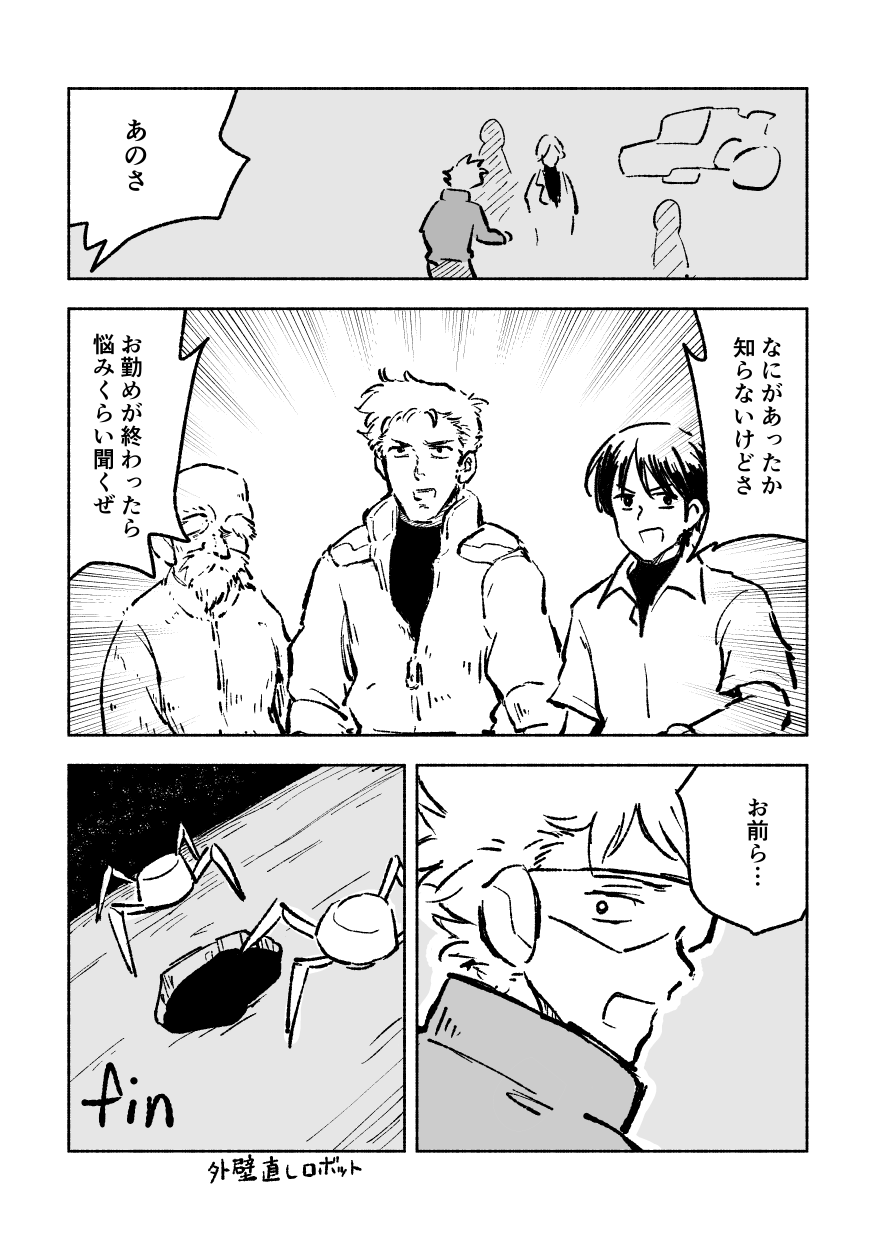 あのさ
なにがあったか
知らないけどさ
お勤めが終わったら
悩みくらい聞くぜ
お前ら…
fin
外壁直しロボット